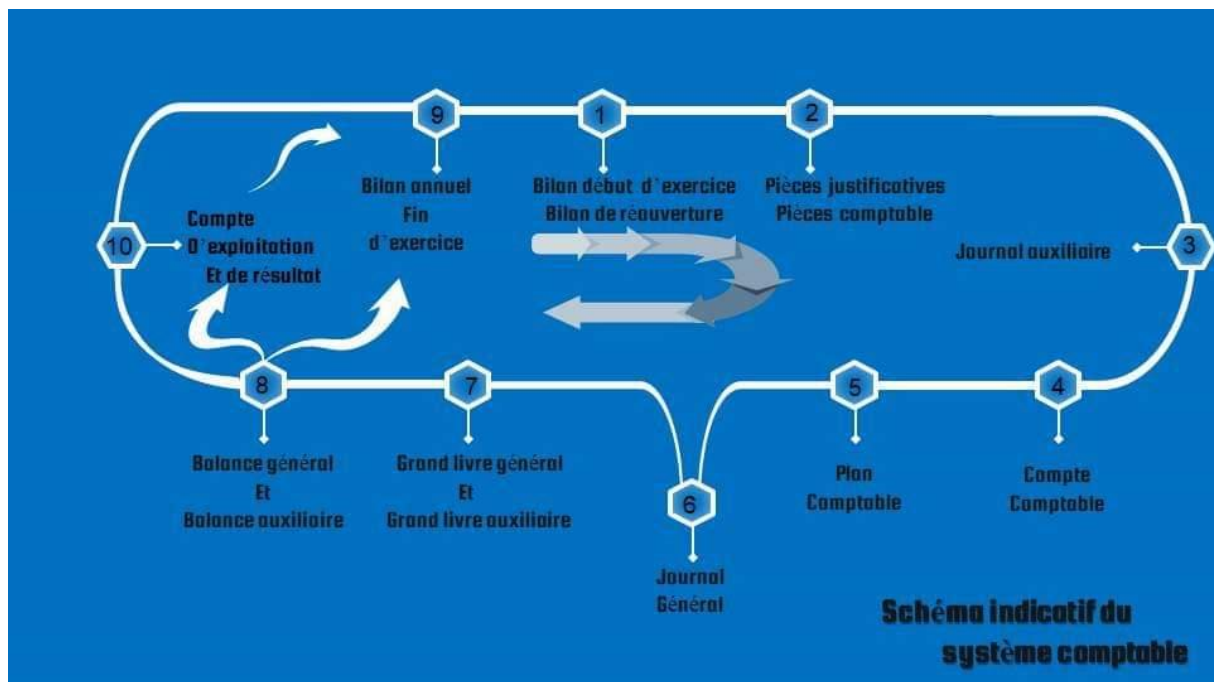 9
1
2
Bilan annuel
Fin
d'exercice
Bilan début d'exercice
Bilan de réauverture
Pièces justificatives
Pièces comptable
10
Compte
D'exploitation
Et de résultat
Journal auxiliaire
3
8
7
5
4
Balance général
Et
Balance auxiliaire
Grand livre général
Et
Grand livre auxiliaire
6
Plan
Comptable
Compte
Comptable
Journal
Général
Schéma indicatif du
système comptable